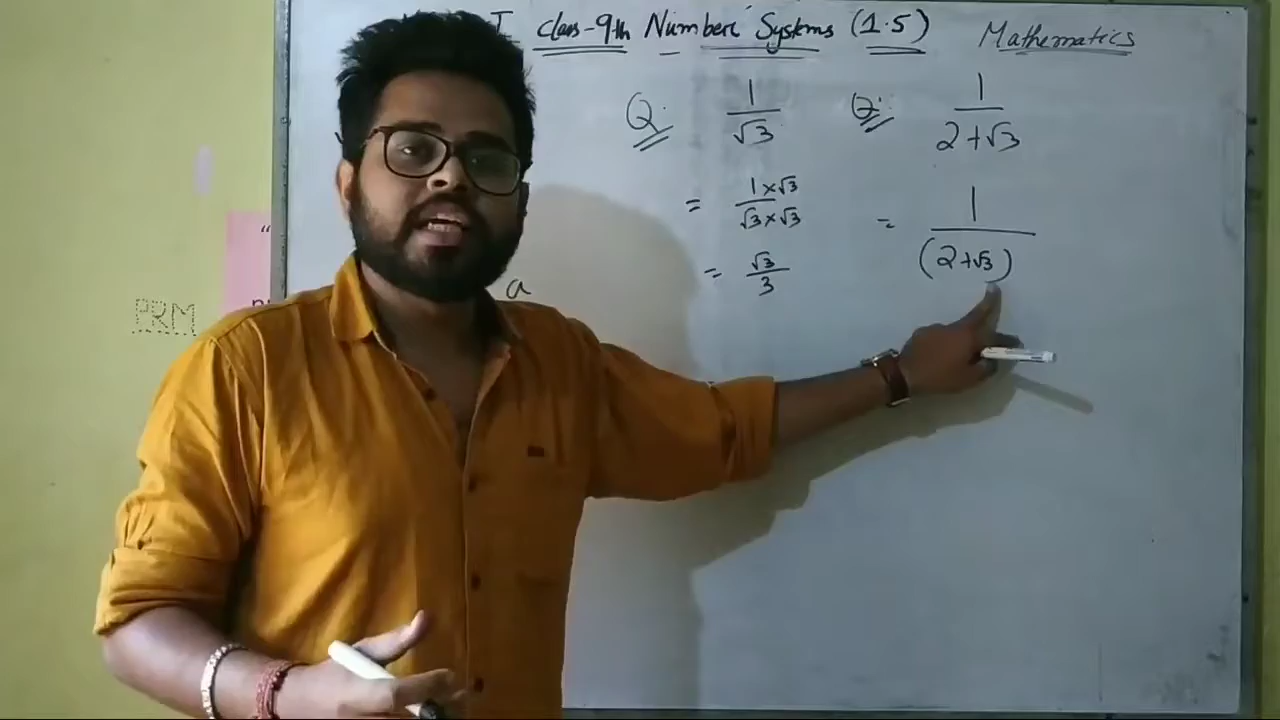 I class-9th Number Systems (1.5) Mathematics
Q. 1/√3
= 1×√3/√3×√3
= √3/3
Q. 1/2+√3
= 1/(2+√3)
a
PRM
“